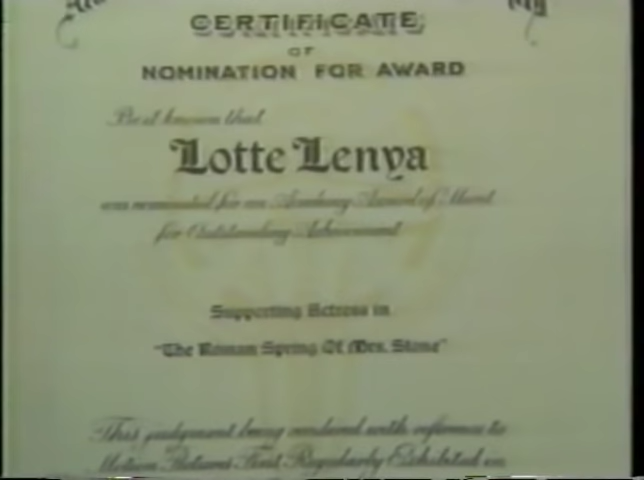 CERTIFICATE
OF
NOMINATION FOR AWARD
Be it known that
Lotte Lenya
was nominated for an Academy Award of Merit
for Outstanding Achievement
Supporting Actress in
"The Roman Spring Of Mrs. Stone"
This judgment being rendered with reference to
Motion Pictures First Regularly Exhibited in